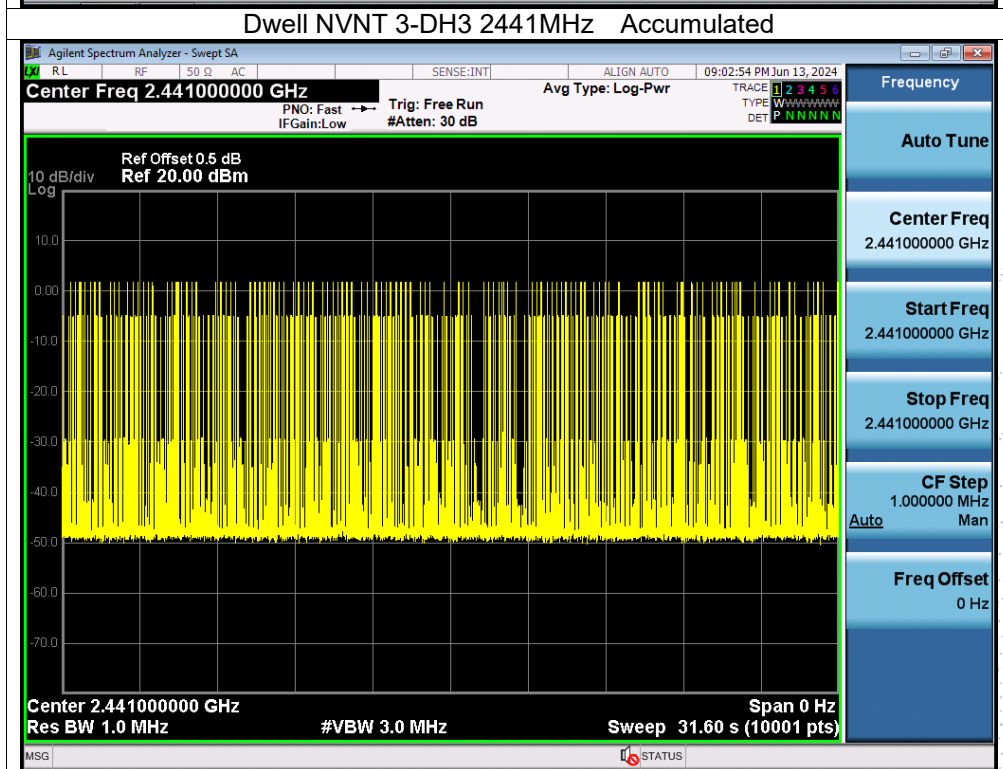 Dwell NVNT 3-DH3 2441MHz    Accumulated
Agilent Spectrum Analyzer - Swept SA
LXI RL RF 50 Ω AC SENSE:INT ALIGN AUTO 09:02:54 PM Jun 13, 2024
Center Freq 2.441000000 GHz
PNO: Fast
IFGain:Low
Trig: Free Run
#Atten: 30 dB
Avg Type: Log-Pwr
TRACE 1 2 3 4 5 6
TYPE W
DET P N N N N N
Frequency
Auto Tune
Center Freq
2.441000000 GHz
Start Freq
2.441000000 GHz
Stop Freq
2.441000000 GHz
CF Step
1.000000 MHz
Auto Man
Freq Offset
0 Hz
Ref Offset 0.5 dB
10 dB/div Ref 20.00 dBm
Log
10.0
0.00
-10.0
-20.0
-30.0
-40.0
-50.0
-60.0
-70.0
Center 2.441000000 GHz Span 0 Hz
Res BW 1.0 MHz #VBW 3.0 MHz Sweep 31.60 s (10001 pts)
MSG STATUS